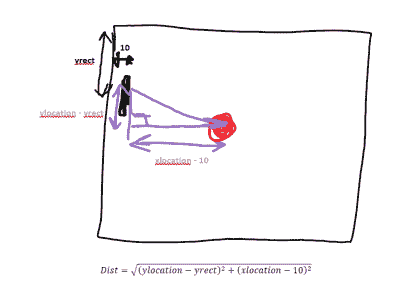 10
yrect
ylocation - yrect
xlocation - 10
Dist = √(ylocation − yrect)² + (xlocation − 10)²